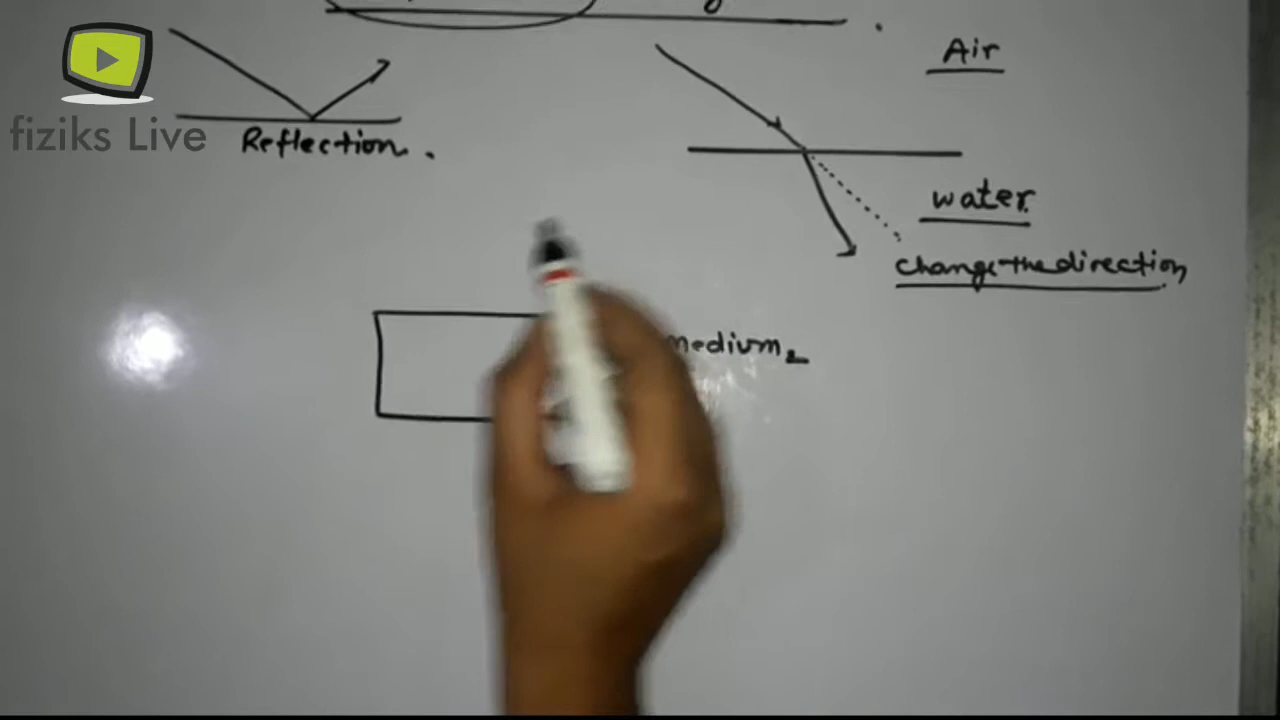 Air
fiziks Live
Reflection.
water
change the direction
medium